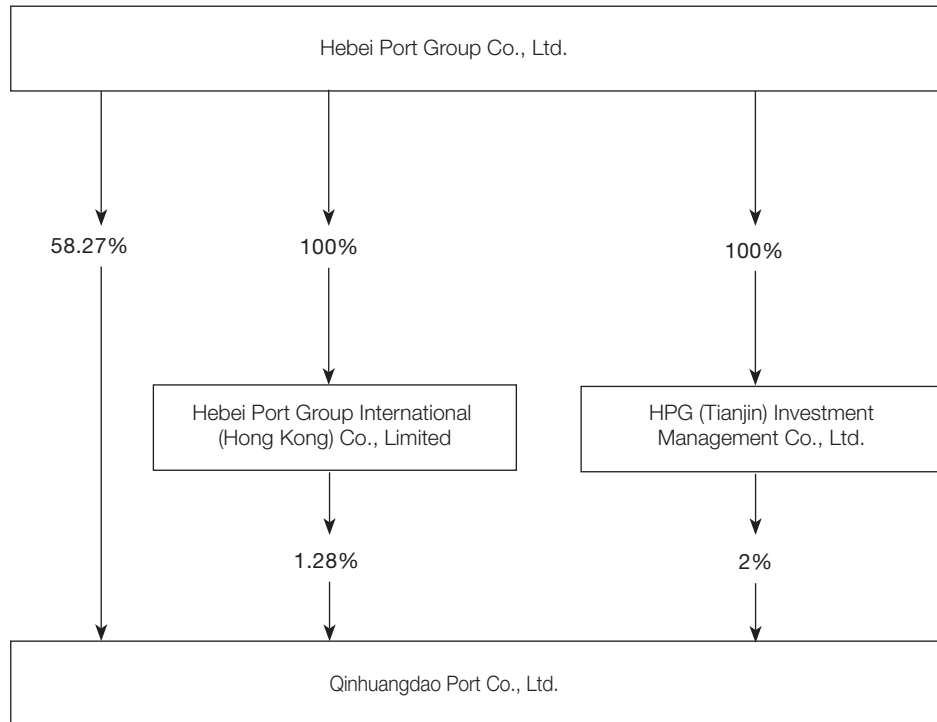 Hebei Port Group Co., Ltd.
58.27%
100%
100%
Hebei Port Group International
(Hong Kong) Co., Limited
HPG (Tianjin) Investment
Management Co., Ltd.
1.28%
2%
Qinhuangdao Port Co., Ltd.